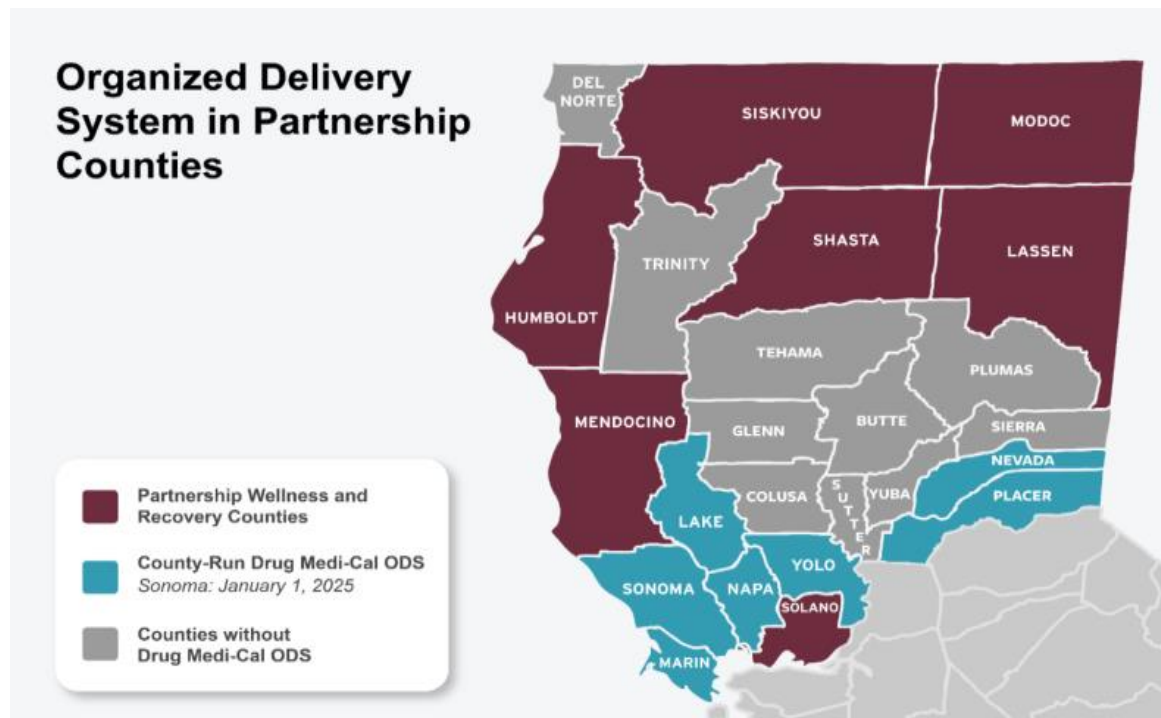 Organized Delivery
System in Partnership
Counties
DEL
NORTE
SISKIYOU
MODOC
TRINITY
SHASTA
LASSEN
HUMBOLDT
TEHAMA
PLUMAS
MENDOCINO
GLENN
BUTTE
SIERRA
NEVADA
COLUSA
SUTTER
YUBA
PLACER
LAKE
YOLO
SONOMA
NAPA
SOLANO
MARIN
Partnership Wellness and
Recovery Counties
County-Run Drug Medi-Cal ODS
Sonoma: January 1, 2025
Counties without
Drug Medi-Cal ODS